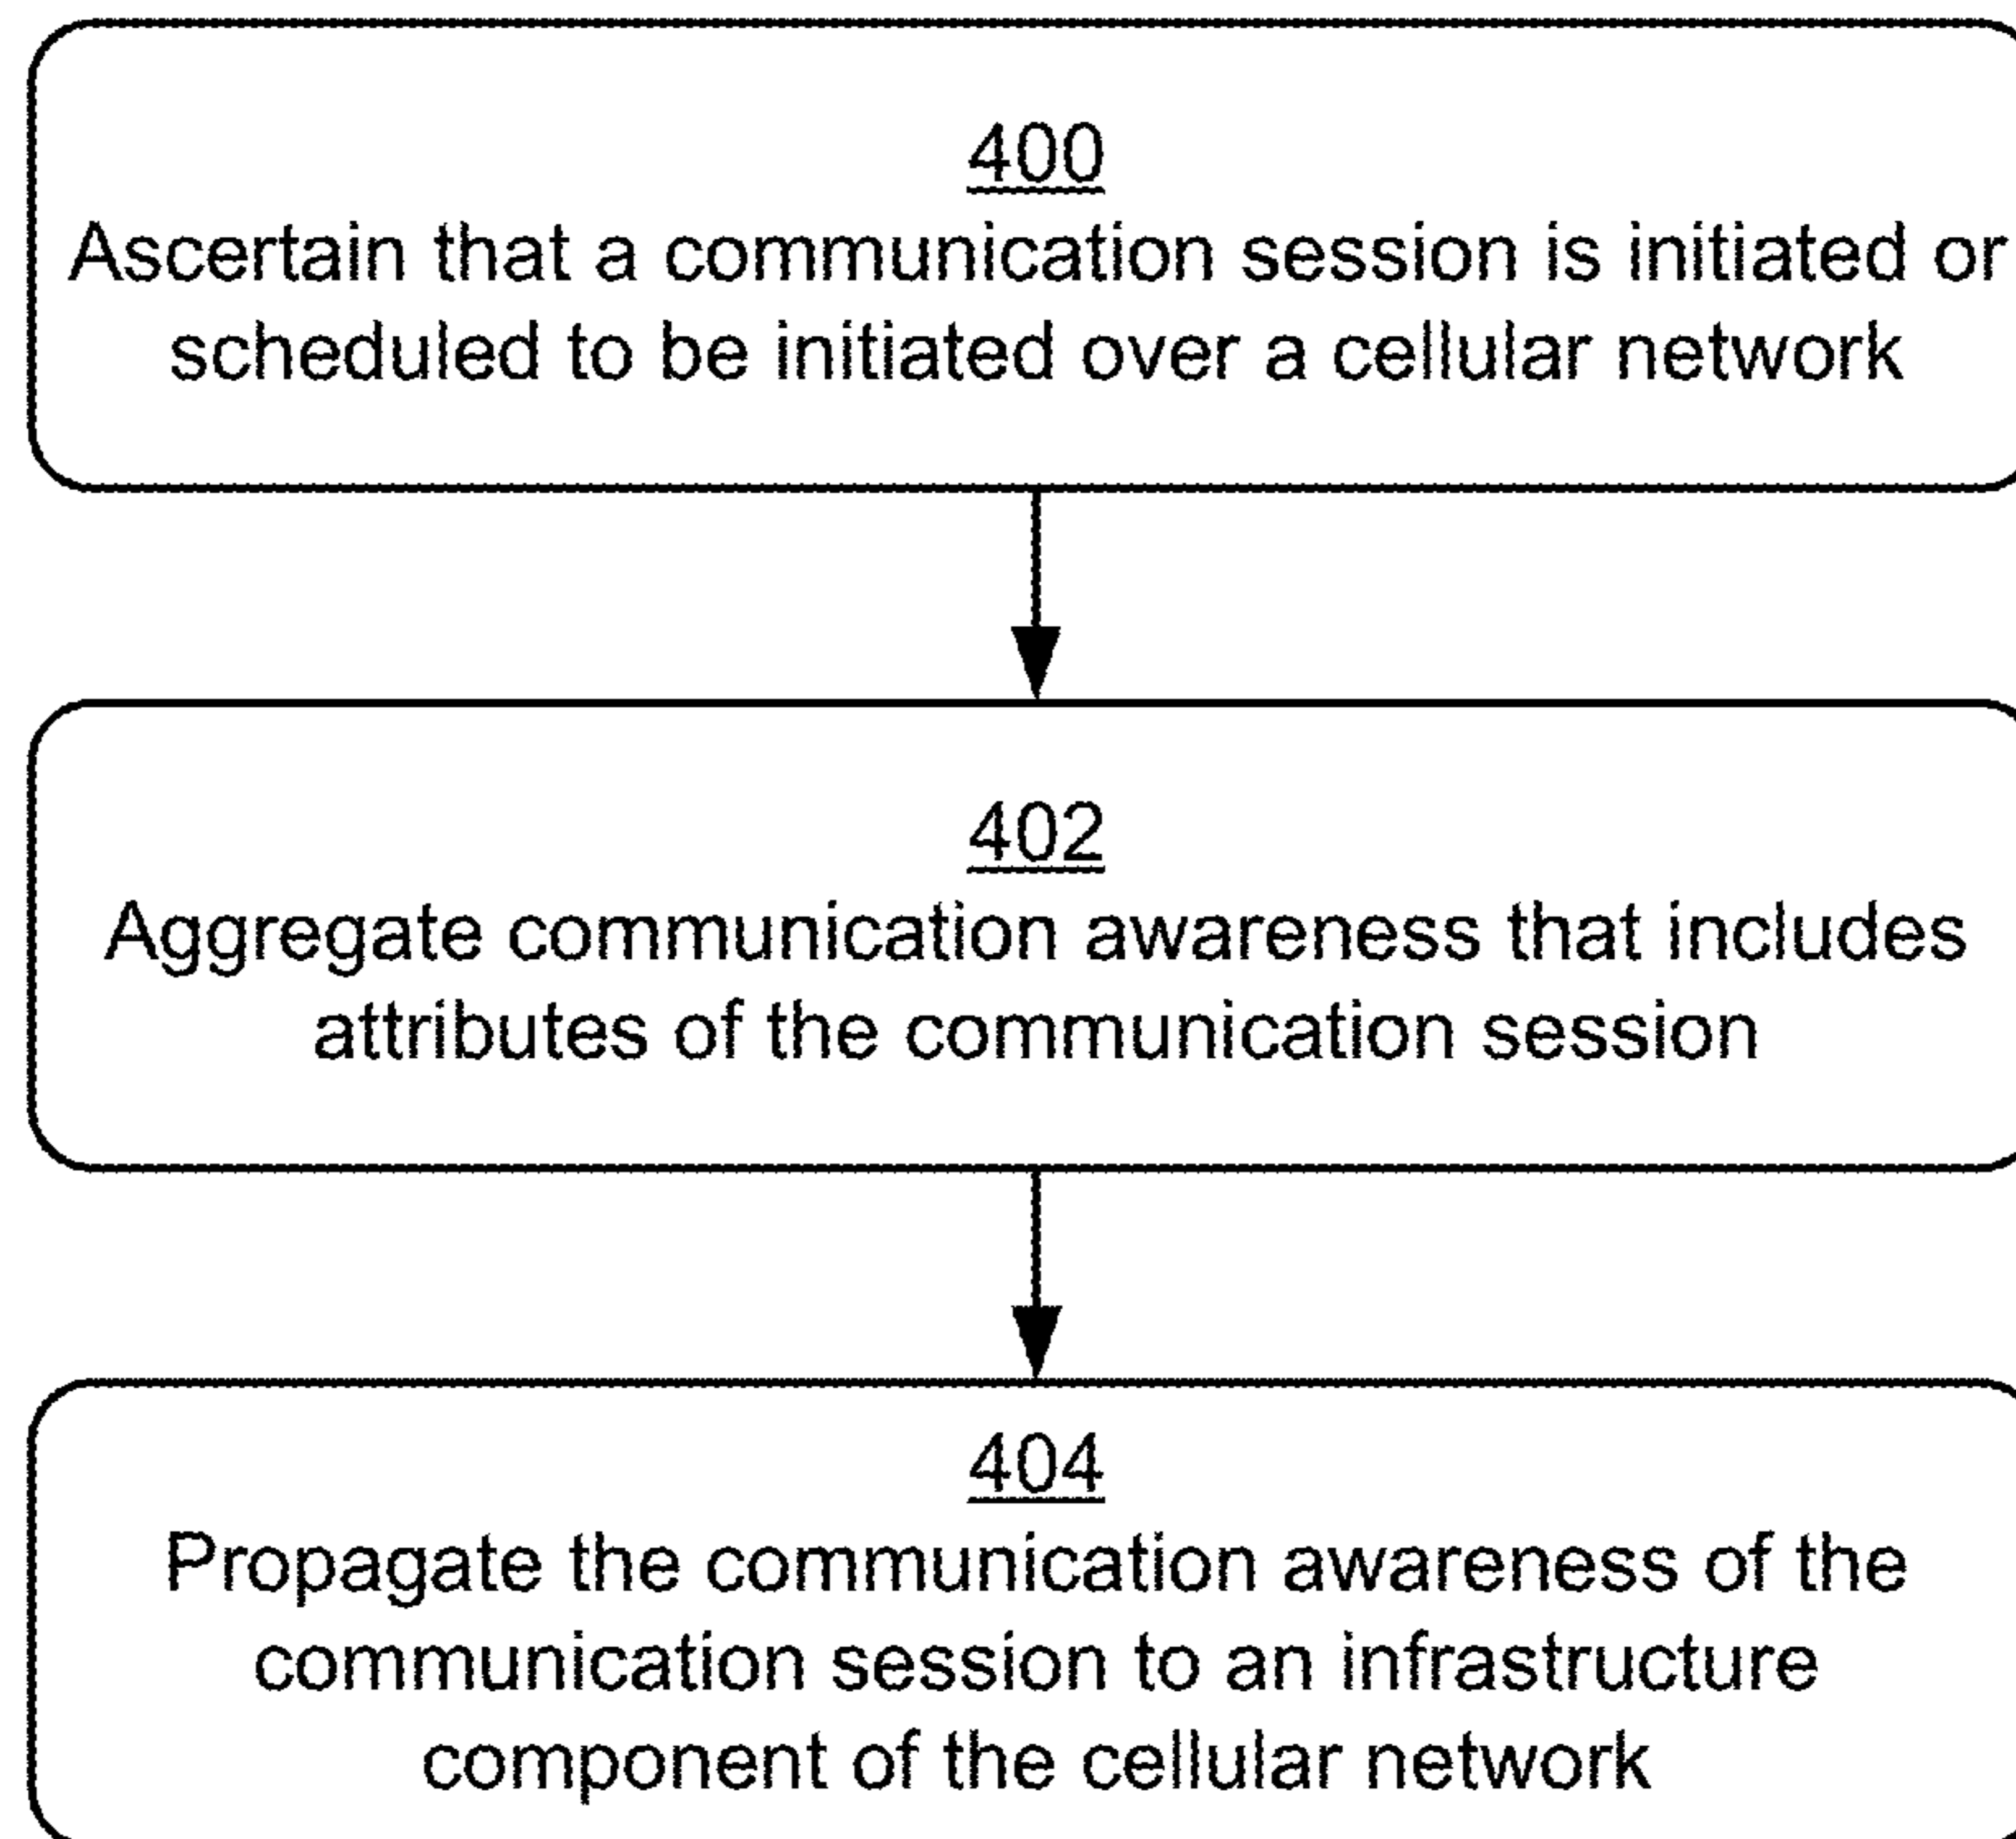 400
Ascertain that a communication session is initiated or
scheduled to be initiated over a cellular network
402
Aggregate communication awareness that includes
attributes of the communication session
404
Propagate the communication awareness of the
communication session to an infrastructure
component of the cellular network